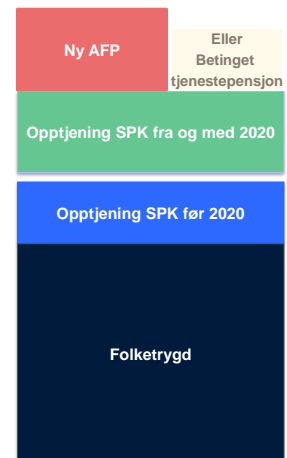 Ny AFP
Eller
Betinget
tjenestepensjon
Opptjening SPK fra og med 2020
Opptjening SPK før 2020
Folketrygd